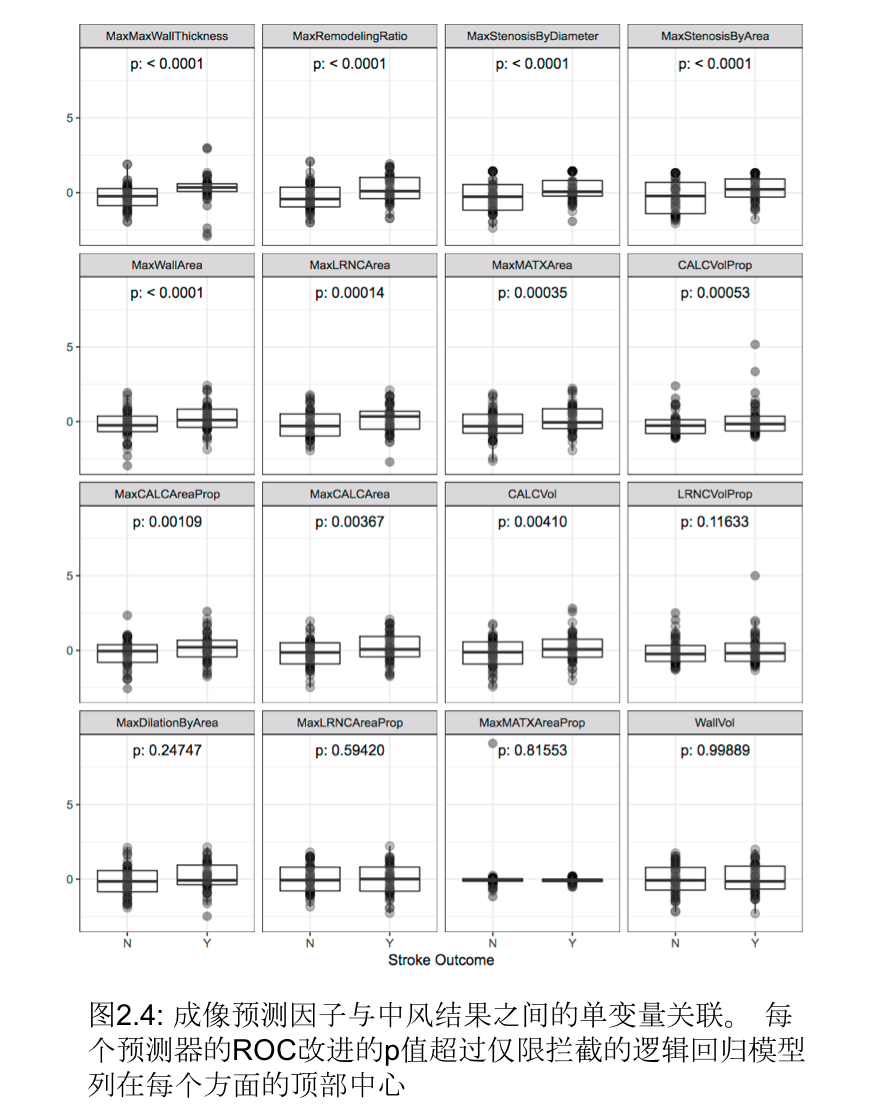 MaxMaxWallThickness MaxRemodelingRatio MaxStenosisByDiameter MaxStenosisByArea
p: < 0.0001 p: < 0.0001 p: < 0.0001 p: < 0.0001
5
0
MaxWallArea MaxLRNCArea MaxMATXArea CALCVolProp
p: < 0.0001 p: 0.00014 p: 0.00035 p: 0.00053
5
0
MaxCALCAreaProp MaxCALCArea CALCVol LRNCVolProp
p: 0.00109 p: 0.00367 p: 0.00410 p: 0.11633
5
0
MaxDilationByArea MaxLRNCAreaProp MaxMATXAreaProp WallVol
p: 0.24747 p: 0.59420 p: 0.81553 p: 0.99889
5
0
N Y N Y N Y N Y
Stroke Outcome
图2.4: 成像预测因子与中风结果之间的单变量关联。 每
个预测器的ROC改进的p值超过仅限拦截的逻辑回归模型
列在每个方面的顶部中心